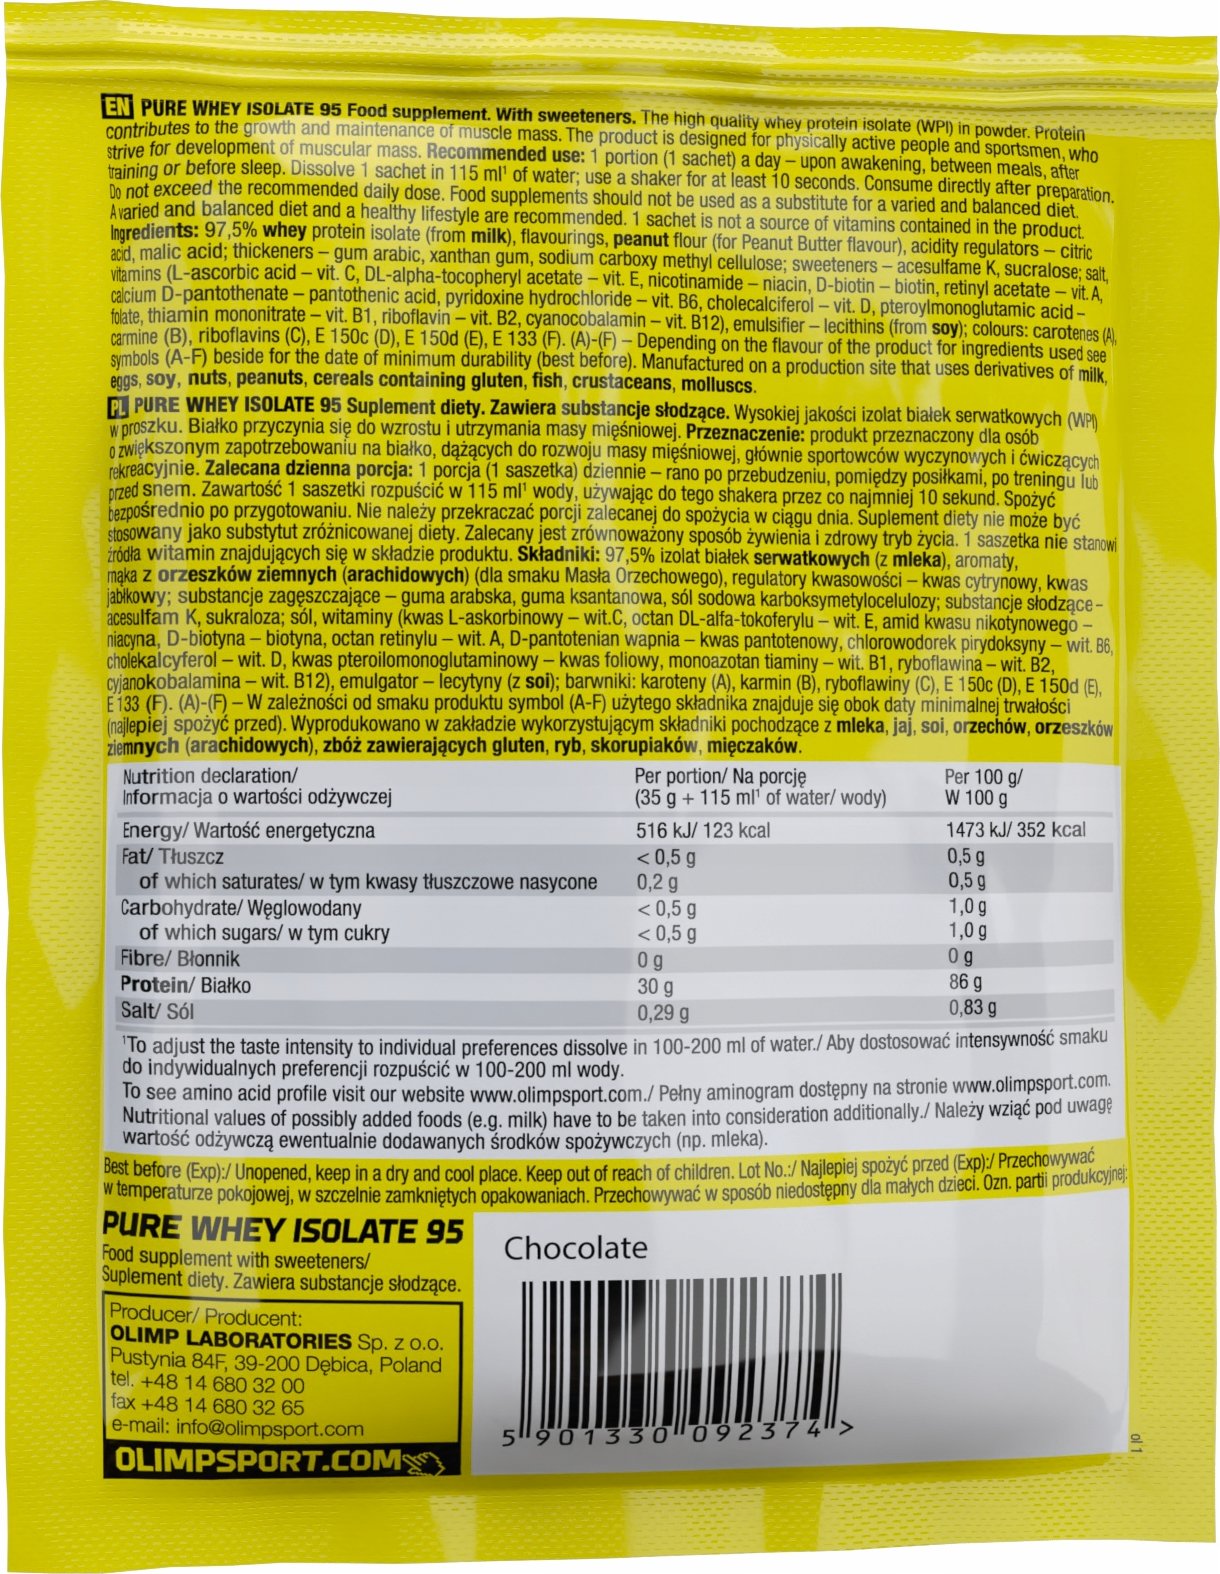 EN PURE WHEY ISOLATE 95 Food supplement. With sweeteners. The high quality whey protein isolate (WPI) in powder. Protein
contributes to the growth and maintenance of muscle mass. The product is designed for physically active people and sportsmen, who
strive for development of muscular mass. Recommended use: 1 portion (1 sachet) a day – upon awakening, between meals, after
training or before sleep. Dissolve 1 sachet in 115 ml¹ of water; use a shaker for at least 10 seconds. Consume directly after preparation.
Do not exceed the recommended daily dose. Food supplements should not be used as a substitute for a varied and balanced diet.
A varied and balanced diet and a healthy lifestyle are recommended. 1 sachet is not a source of vitamins contained in the product.
Ingredients: 97,5% whey protein isolate (from milk), flavourings, peanut flour (for Peanut Butter flavour), acidity regulators – citric
acid, malic acid; thickeners – gum arabic, xanthan gum, sodium carboxy methyl cellulose; sweeteners – acesulfame K, sucralose; salt,
vitamins (L-ascorbic acid – vit. C, DL-alpha-tocopheryl acetate – vit. E, nicotinamide – niacin, D-biotin – biotin, retinyl acetate – vit. A,
calcium D-pantothenate – pantothenic acid, pyridoxine hydrochloride – vit. B6, cholecalciferol – vit. D, pteroylmonoglutamic acid –
folate, thiamin mononitrate – vit. B1, riboflavin – vit. B2, cyanocobalamin – vit. B12), emulsifier – lecithins (from soy); colours: carotenes (A),
carmine (B), riboflavins (C), E 150c (D), E 150d (E), E 133 (F). (A)-(F) – Depending on the flavour of the product for ingredients used see
symbols (A-F) beside for the date of minimum durability (best before). Manufactured on a production site that uses derivatives of milk,
eggs, soy, nuts, peanuts, cereals containing gluten, fish, crustaceans, molluscs.
PL PURE WHEY ISOLATE 95 Suplement diety. Zawiera substancje słodzące. Wysokiej jakości izolat białek serwatkowych (WPI)
w proszku. Białko przyczynia się do wzrostu i utrzymania masy mięśniowej. Przeznaczenie: produkt przeznaczony dla osób
o zwiększonym zapotrzebowaniu na białko, dążących do rozwoju masy mięśniowej, głównie sportowców wyczynowych i ćwiczących
rekreacyjnie. Zalecana dzienna porcja: 1 porcja (1 saszetka) dziennie – rano po przebudzeniu, pomiędzy posiłkami, po treningu lub
przed snem. Zawartość 1 saszetki rozpuścić w 115 ml¹ wody, używając do tego shakera przez co najmniej 10 sekund. Spożyć
bezpośrednio po przygotowaniu. Nie należy przekraczać porcji zalecanej do spożycia w ciągu dnia. Suplement diety nie może być
stosowany jako substytut zróżnicowanej diety. Zalecany jest zrównoważony sposób żywienia i zdrowy tryb życia. 1 saszetka nie stanowi
źródła witamin znajdujących się w składzie produktu. Składniki: 97,5% izolat białek serwatkowych (z mleka), aromaty,
mąka z orzeszków ziemnych (arachidowych) (dla smaku Masła Orzechowego), regulatory kwasowości – kwas cytrynowy, kwas
jabłkowy; substancje zagęszczające – guma arabska, guma ksantanowa, sól sodowa karboksymetylocelulozy; substancje słodzące –
acesulfam K, sukraloza; sól, witaminy (kwas L-askorbinowy – wit.C, octan DL-alfa-tokoferylu – wit. E, amid kwasu nikotynowego –
niacyna, D-biotyna – biotyna, octan retinylu – wit. A, D-pantotenian wapnia – kwas pantotenowy, chlorowodorek pirydoksyny – wit. B6,
cholekalcyferol – wit. D, kwas pteroilomonoglutaminowy – kwas foliowy, monoazotan tiaminy – wit. B1, ryboflawina – wit. B2,
cyjanokobalamina – wit. B12), emulgator – lecytyny (z soi); barwniki: karoteny (A), karmin (B), ryboflawiny (C), E 150c (D), E 150d (E),
E 133 (F). (A)-(F) – W zależności od smaku produktu symbol (A-F) użytego składnika znajduje się obok daty minimalnej trwałości
(najlepiej spożyć przed). Wyprodukowano w zakładzie wykorzystującym składniki pochodzące z mleka, jaj, soi, orzechów, orzeszków
ziemnych (arachidowych), zbóż zawierających gluten, ryb, skorupiaków, mięczaków.
Nutrition declaration/ Per portion/ Na porcję Per 100 g/
Informacja o wartości odżywczej (35 g + 115 ml¹ of water/ wody) W 100 g
Energy/ Wartość energetyczna 516 kJ/ 123 kcal 1473 kJ/ 352 kcal
Fat/ Tłuszcz < 0,5 g 0,5 g
of which saturates/ w tym kwasy tłuszczowe nasycone 0,2 g 0,5 g
Carbohydrate/ Węglowodany < 0,5 g 1,0 g
of which sugars/ w tym cukry < 0,5 g 1,0 g
Fibre/ Błonnik 0 g 0 g
Protein/ Białko 30 g 86 g
Salt/ Sól 0,29 g 0,83 g
¹To adjust the taste intensity to individual preferences dissolve in 100-200 ml of water./ Aby dostosować intensywność smaku
do indywidualnych preferencji rozpuścić w 100-200 ml wody.
To see amino acid profile visit our website www.olimpsport.com./ Pełny aminogram dostępny na stronie www.olimpsport.com.
Nutritional values of possibly added foods (e.g. milk) have to be taken into consideration additionally./ Należy wziąć pod uwagę
wartość odżywczą ewentualnie dodawanych środków spożywczych (np. mleka).
Best before (Exp):/ Unopened, keep in a dry and cool place. Keep out of reach of children. Lot No.:/ Najlepiej spożyć przed (Exp):/ Przechowywać
w temperaturze pokojowej, w szczelnie zamkniętych opakowaniach. Przechowywać w sposób niedostępny dla małych dzieci. Ozn. partii produkcyjnej:
PURE WHEY ISOLATE 95
Food supplement with sweeteners/
Suplement diety. Zawiera substancje słodzące.
Producer/ Producent:
OLIMP LABORATORIES Sp. z o.o.
Pustynia 84F, 39-200 Dębica, Poland
tel. +48 14 680 32 00
fax +48 14 680 32 65
e-mail: info@olimpsport.com
OLIMPSPORT.COM
Chocolate
5 901330 092374 >
ol 1